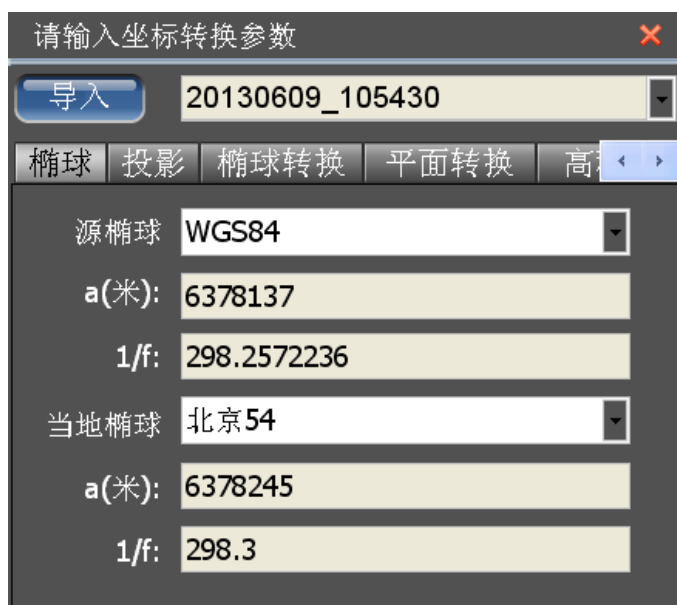 请输入坐标转换参数
导入 20130609_105430
椭球 投影 椭球转换 平面转换 高
源椭球 WGS84
a(米): 6378137
1/f: 298.2572236
当地椭球 北京54
a(米): 6378245
1/f: 298.3